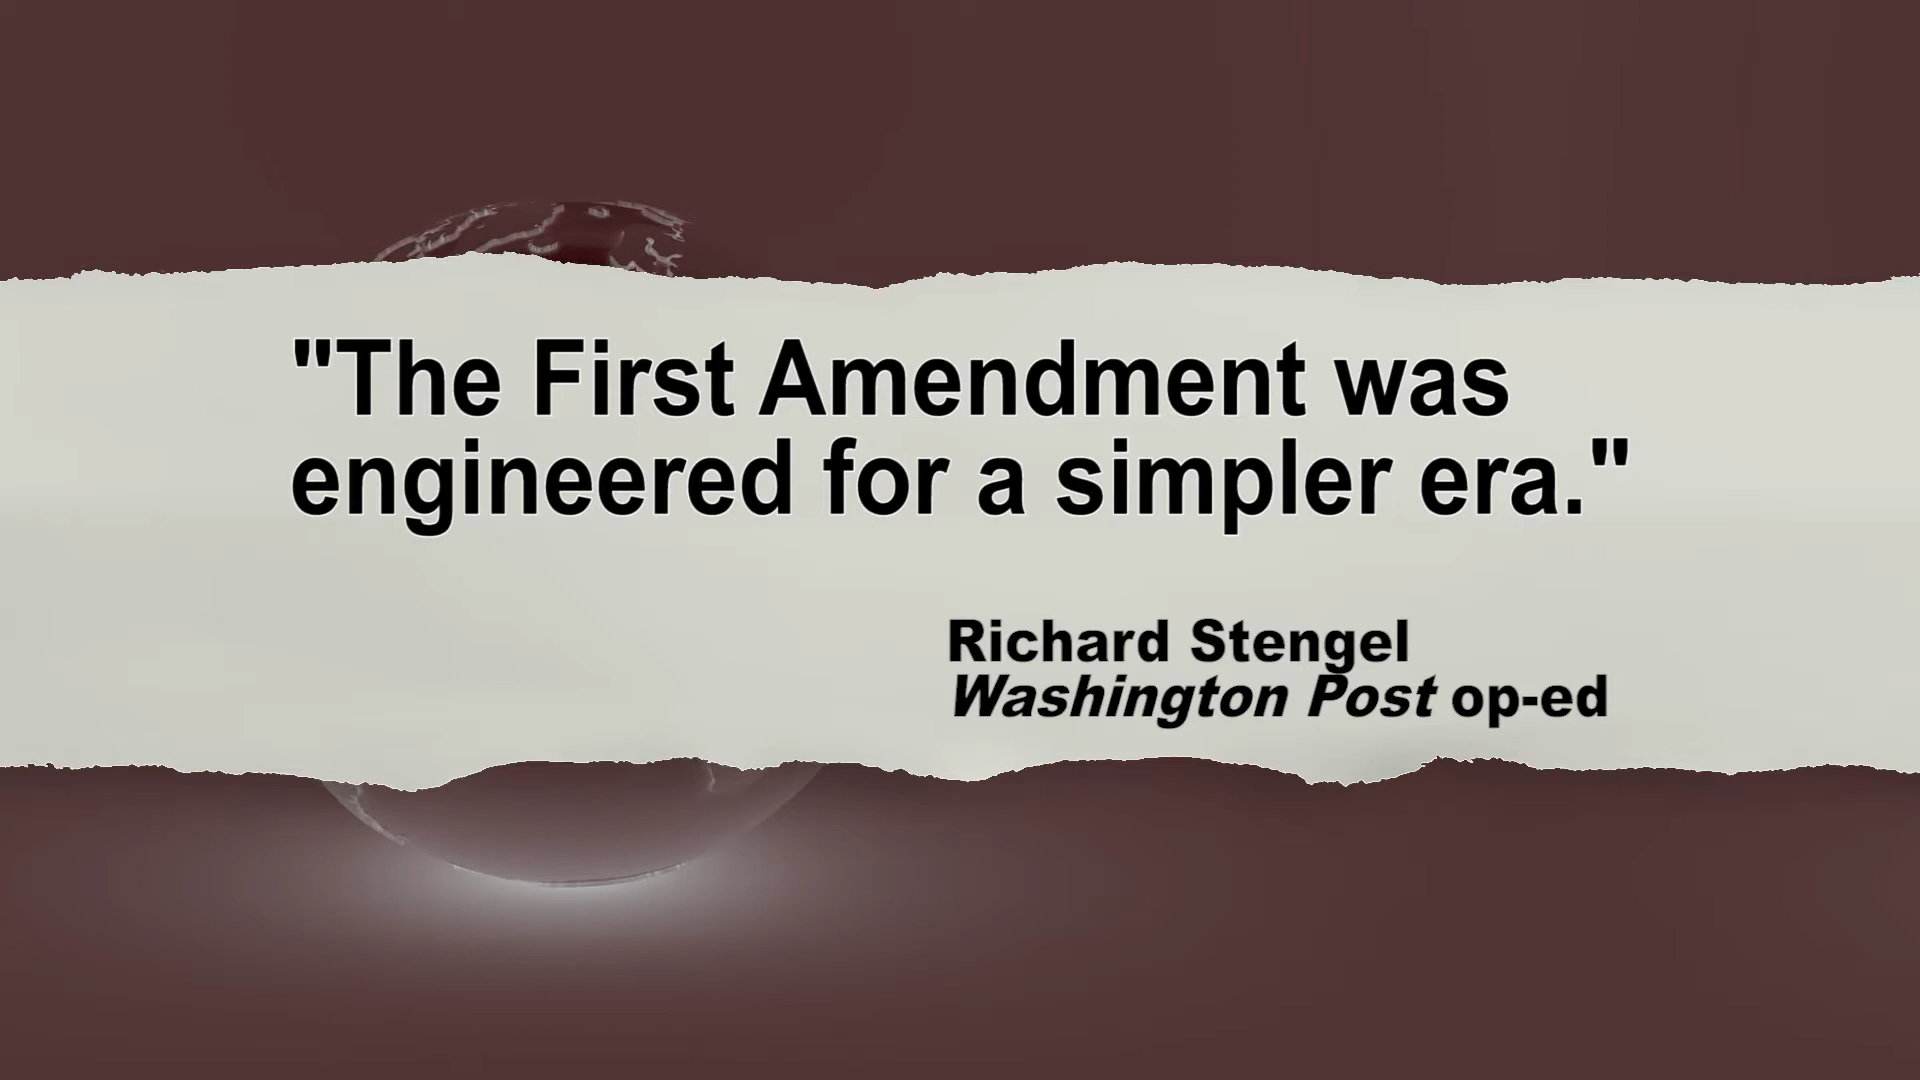 "The First Amendment was
engineered for a simpler era."
Richard Stengel
Washington Post op-ed